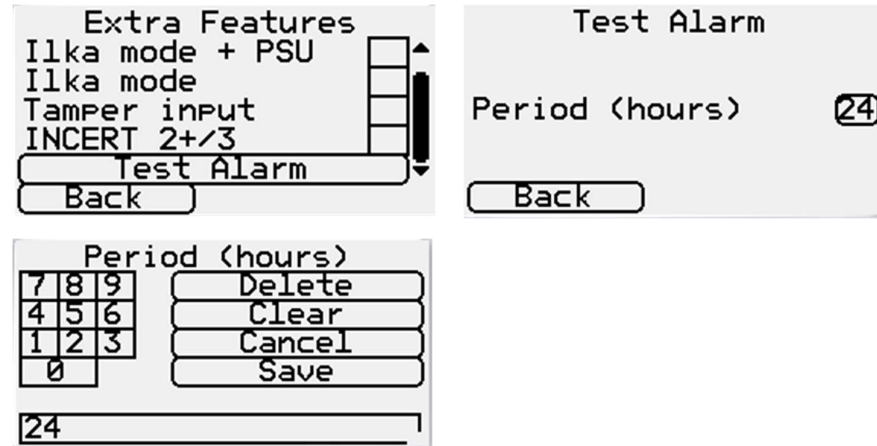 Extra Features
Ilka mode + PSU
Ilka mode
Tamper input
INCERT 2+/3
Test Alarm
Back
Test Alarm
Period (hours) 24
Back
Period (hours)
7 8 9 Delete
4 5 6 Clear
1 2 3 Cancel
0 Save
24